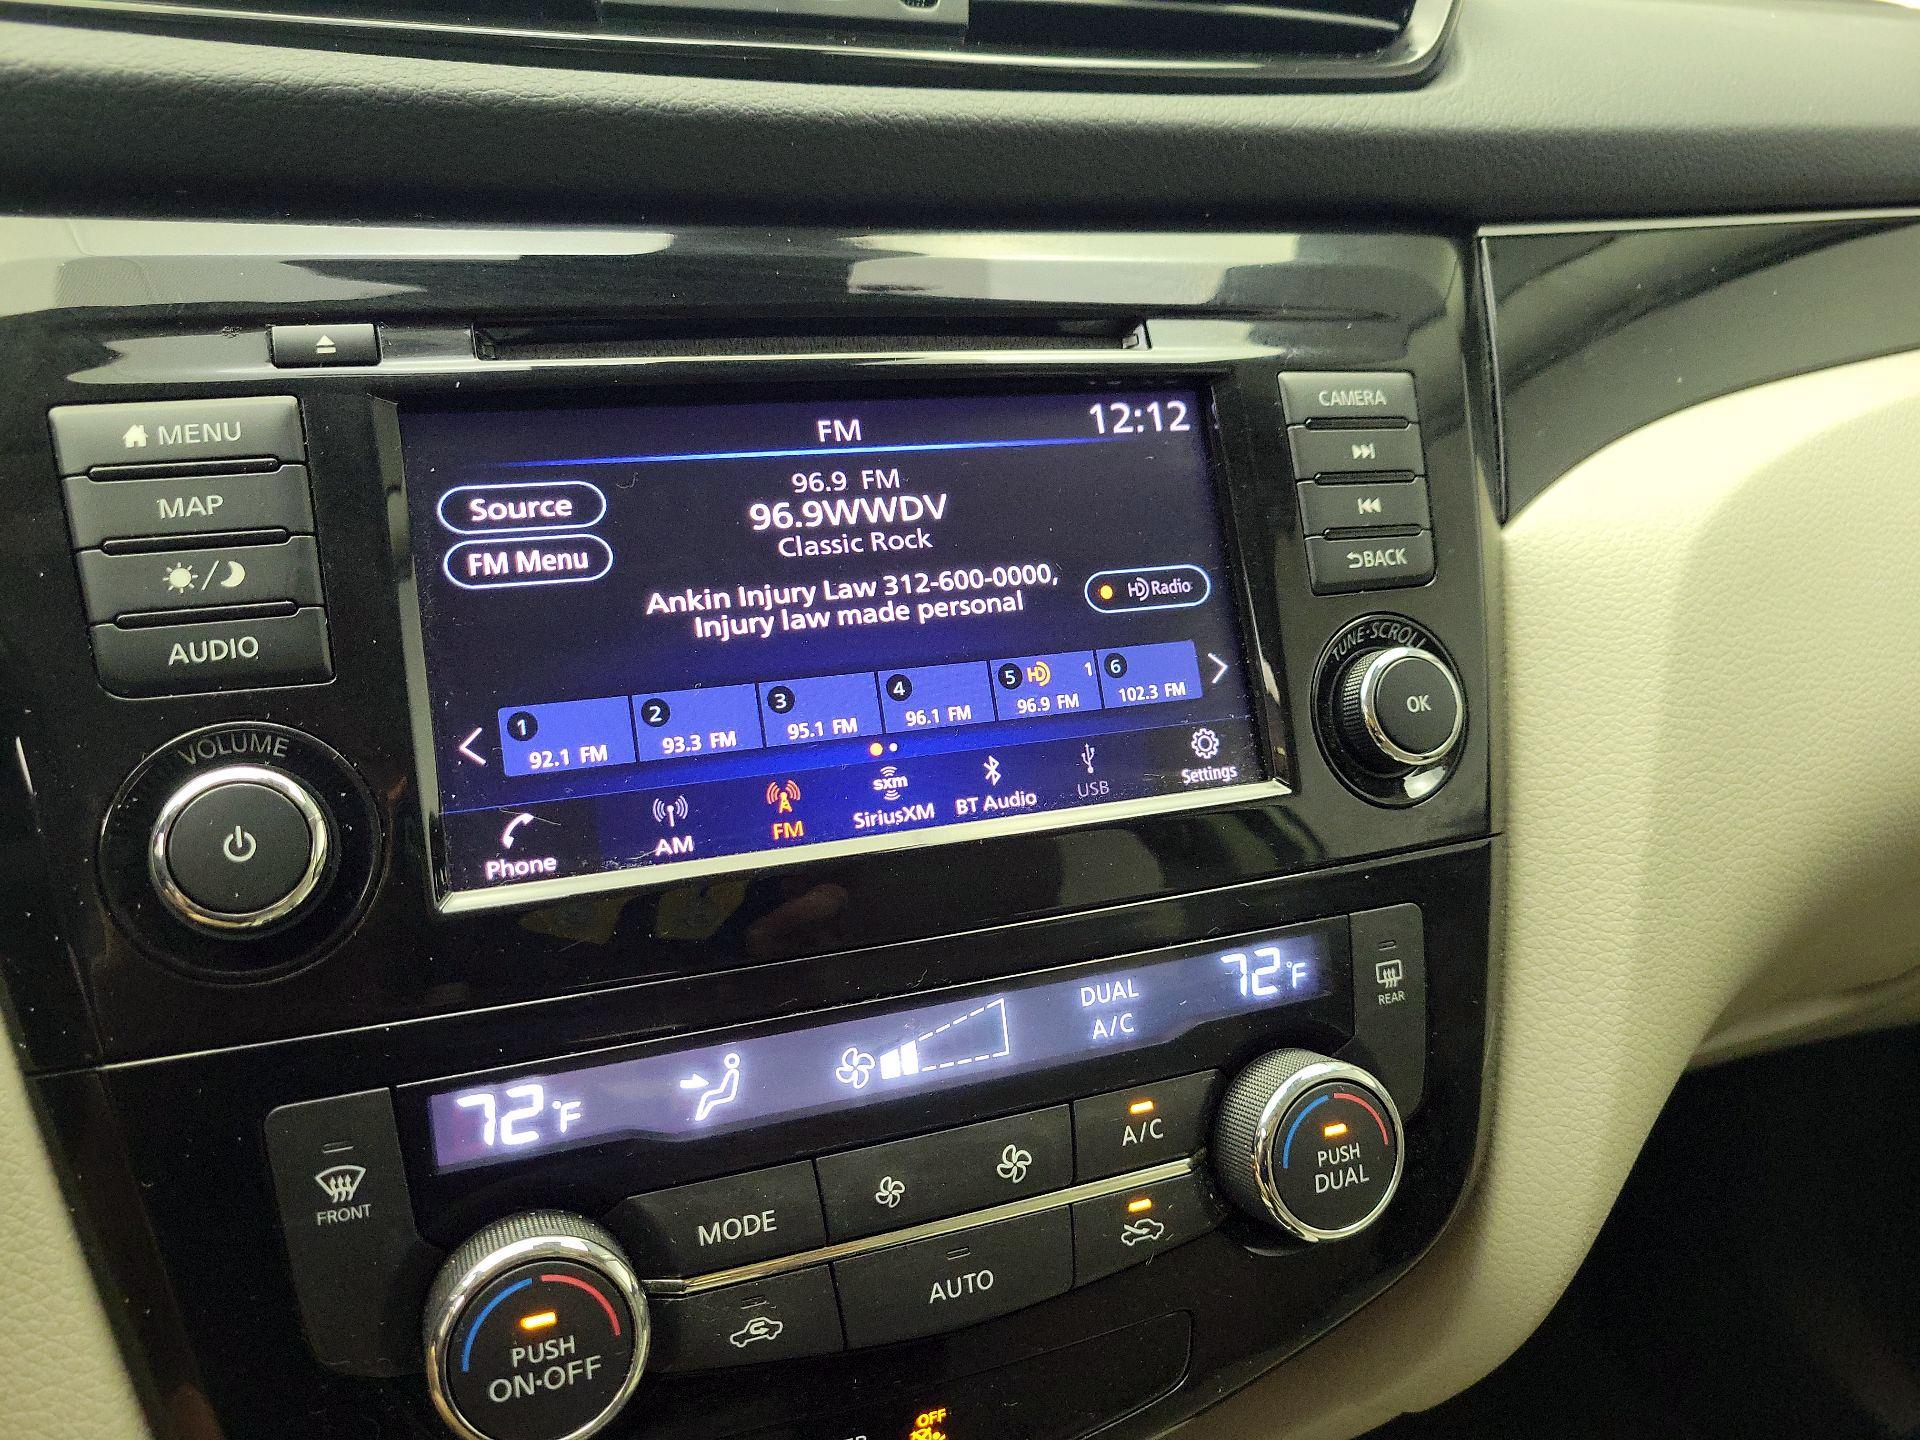 FM
12:12
96.9 FM
96.9WWDV
Classic Rock
Source
FM Menu
Ankin Injury Law 312-600-0000,
Injury law made personal
HD Radio
1
92.1 FM
2
93.3 FM
3
95.1 FM
4
96.1 FM
5 HD 1
96.9 FM
6
102.3 FM
Phone
AM
FM
sxm
SiriusXM
BT Audio
USB
Settings
MENU
MAP
AUDIO
VOLUME
CAMERA
BACK
TUNE·SCROLL
OK
72°F
DUAL
A/C
72°F
REAR
FRONT
MODE
A/C
AUTO
PUSH
DUAL
PUSH
ON·OFF
OFF